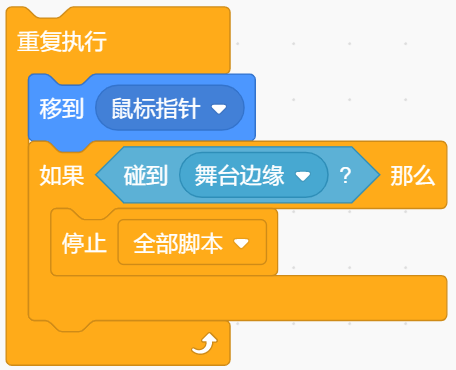 重复执行
移到 鼠标指针
如果 碰到 舞台边缘 ? 那么
停止 全部脚本